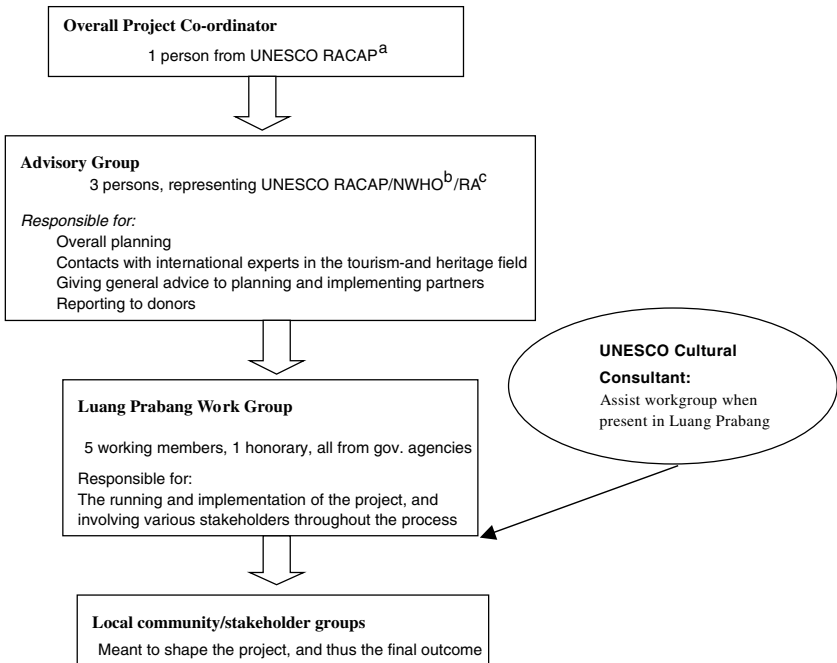 Overall Project Co-ordinator
1 person from UNESCO RACAPa
Advisory Group
3 persons, representing UNESCO RACAP/NWHOb/RAc
Responsible for:
Overall planning
Contacts with international experts in the tourism-and heritage field
Giving general advice to planning and implementing partners
Reporting to donors
Luang Prabang Work Group
5 working members, 1 honorary, all from gov. agencies
Responsible for:
The running and implementation of the project, and
involving various stakeholders throughout the process
UNESCO Cultural
Consultant:
Assist workgroup when
present in Luang Prabang
Local community/stakeholder groups
Meant to shape the project, and thus the final outcome